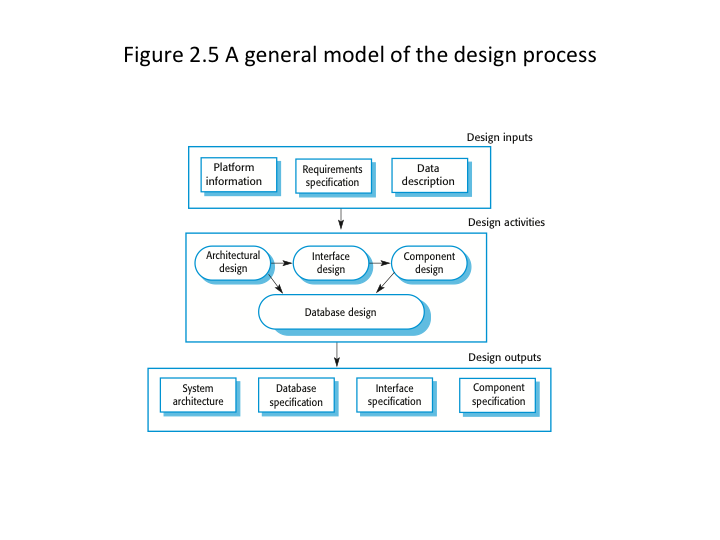 Figure 2.5 A general model of the design process
Design inputs
Platform
information
Requirements
specification
Data
description
Design activities
Architectural
design
Interface
design
Component
design
Database design
Design outputs
System
architecture
Database
specification
Interface
specification
Component
specification